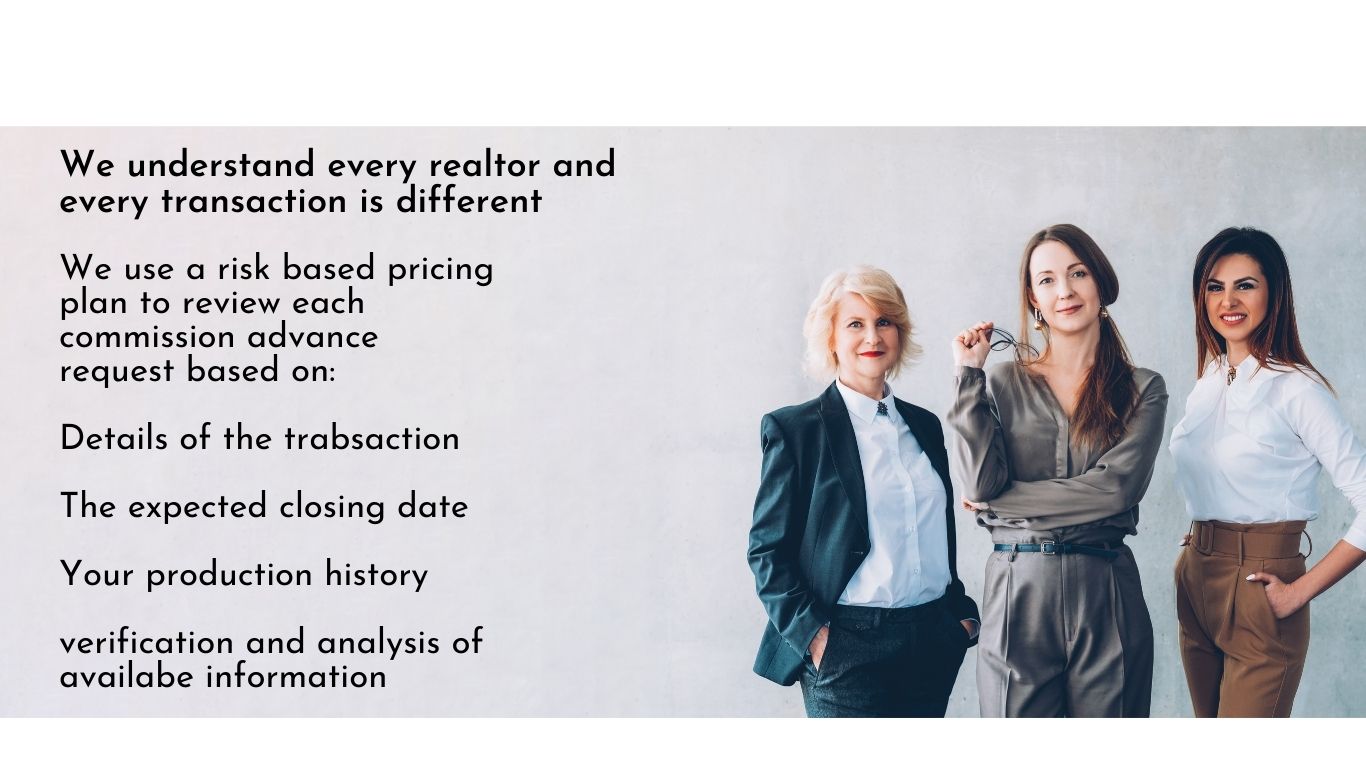 We understand every realtor and
every transaction is different
We use a risk based pricing
plan to review each
commission advance
request based on:
Details of the trabsaction
The expected closing date
Your production history
verification and analysis of
availabe information